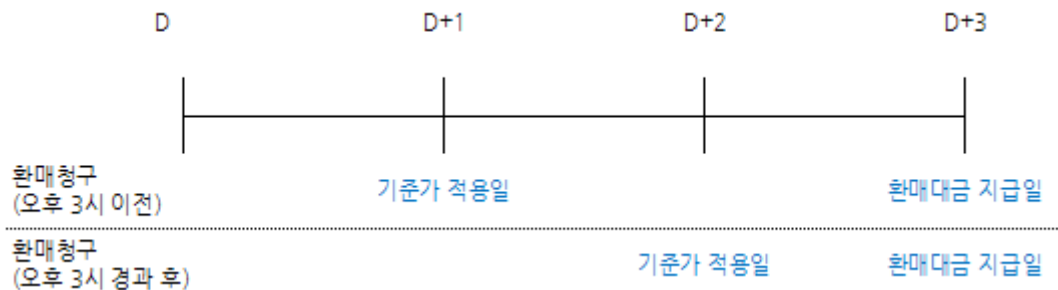 D D+1 D+2 D+3
환매청구
(오후 3시 이전)
기준가 적용일 환매대금 지급일
환매청구
(오후 3시 경과 후)
기준가 적용일 환매대금 지급일